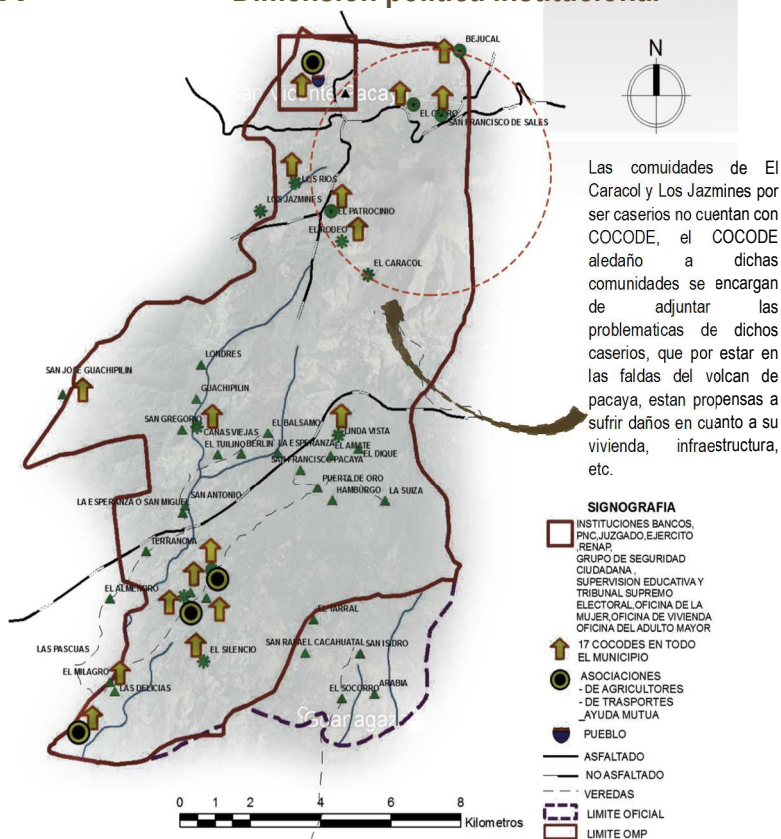 Dimensión política institucional
N
BEJUCAL
San Vicente Pacaya
SAN FRANCISCO DE SALES
LOS RIOS
LOS JAZMINES
EL PATROCINIO
EL RODEO
EL CARACOL
Las comuidades de El
Caracol y Los Jazmines por
ser caserios no cuentan con
COCODE, el COCODE
aledaño a dichas
comunidades se encargan
de adjuntar las
problematicas de dichos
caserios, que por estar en
las faldas del volcan de
pacaya, estan propensas a
sufrir daños en cuanto a su
vivienda, infraestructura,
etc.
LONDRES
SAN JOSE GUACHIPILIN
GUACHIPILIN
SAN GREGORIO
CAÑAS VIEJAS
EL BALSAMO
LINDA VISTA
EL TULINO
BERLIN
LA ESPERANZA
EL AMATE
EL DIQUE
SAN FRANCISCO PACAYA
PUERTA DE ORO
HAMBURGO
LA SUIZA
SAN ANTONIO
LA ESPERANZA O SAN MIGUEL
TERRANOVA
EL ALMENDRO
EL TARRAL
LAS PASCUAS
EL SILENCIO
SAN RAFAEL CACAHUATAL
SAN ISIDRO
EL MILAGRO
LAS DELICIAS
EL SOCORRO
ARABIA
Guanagaz
SIGNOGRAFIA
INSTITUCIONES BANCOS,
PNC,JUZGADO,EJERCITO
,RENAP,
GRUPO DE SEGURIDAD
CIUDADANA ,
SUPERVISION EDUCATIVA Y
TRIBUNAL SUPREMO
ELECTORAL,OFICINA DE LA
MUJER,OFICINA DE VIVIENDA
OFICINA DEL ADULTO MAYOR
17 COCODES EN TODO
EL MUNICIPIO
ASOCIACIONES
- DE AGRICULTORES
- DE TRASPORTES
_AYUDA MUTUA
PUEBLO
ASFALTADO
NO ASFALTADO
VEREDAS
LIMITE OFICIAL
LIMITE OMP
0 1 2 4 6 8
Kilometros